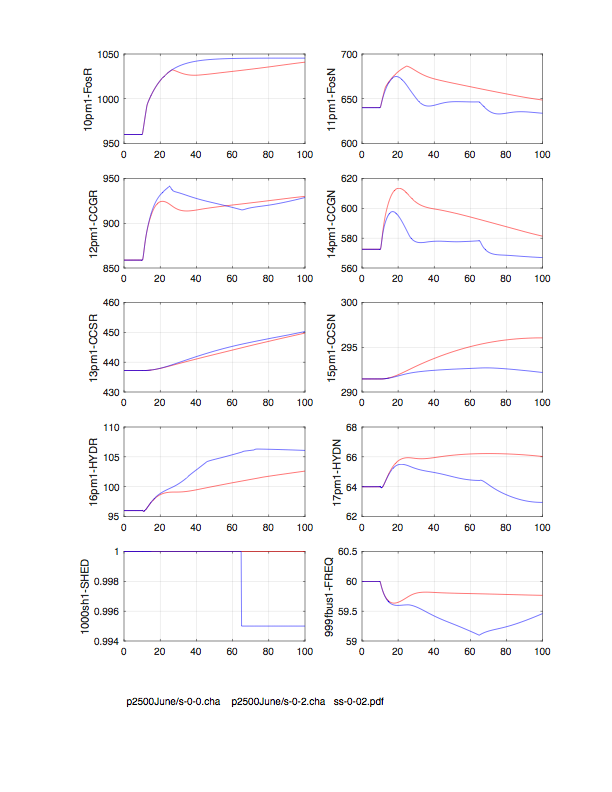 1050
1000
950
10pm1-FosR
0 20 40 60 80 100
700
650
600
11pm1-FosN
0 20 40 60 80 100
950
900
850
12pm1-CCGR
0 20 40 60 80 100
620
600
580
560
14pm1-CCGN
0 20 40 60 80 100
460
450
440
430
13pm1-CCSR
0 20 40 60 80 100
300
295
290
15pm1-CCSN
0 20 40 60 80 100
110
105
100
95
16pm1-HYDR
0 20 40 60 80 100
68
66
64
62
17pm1-HYDN
0 20 40 60 80 100
1
0.998
0.996
0.994
1000sh1-SHED
0 20 40 60 80 100
60.5
60
59.5
59
999fbus1-FREQ
0 20 40 60 80 100
p2500June/s-0-0.cha p2500June/s-0-2.cha ss-0-02.pdf